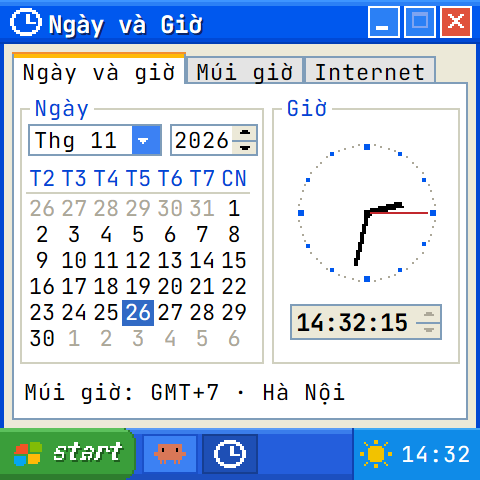 Ngày và Giờ
Ngày và giờ Múi giờ Internet
Ngày Giờ
Thg 11 2026
T2 T3 T4 T5 T6 T7 CN
26 27 28 29 30 31 1
2 3 4 5 6 7 8
9 10 11 12 13 14 15
16 17 18 19 20 21 22
23 24 25 26 27 28 29
30 1 2 3 4 5 6
14:32:15
Múi giờ: GMT+7 · Hà Nội
start 14:32